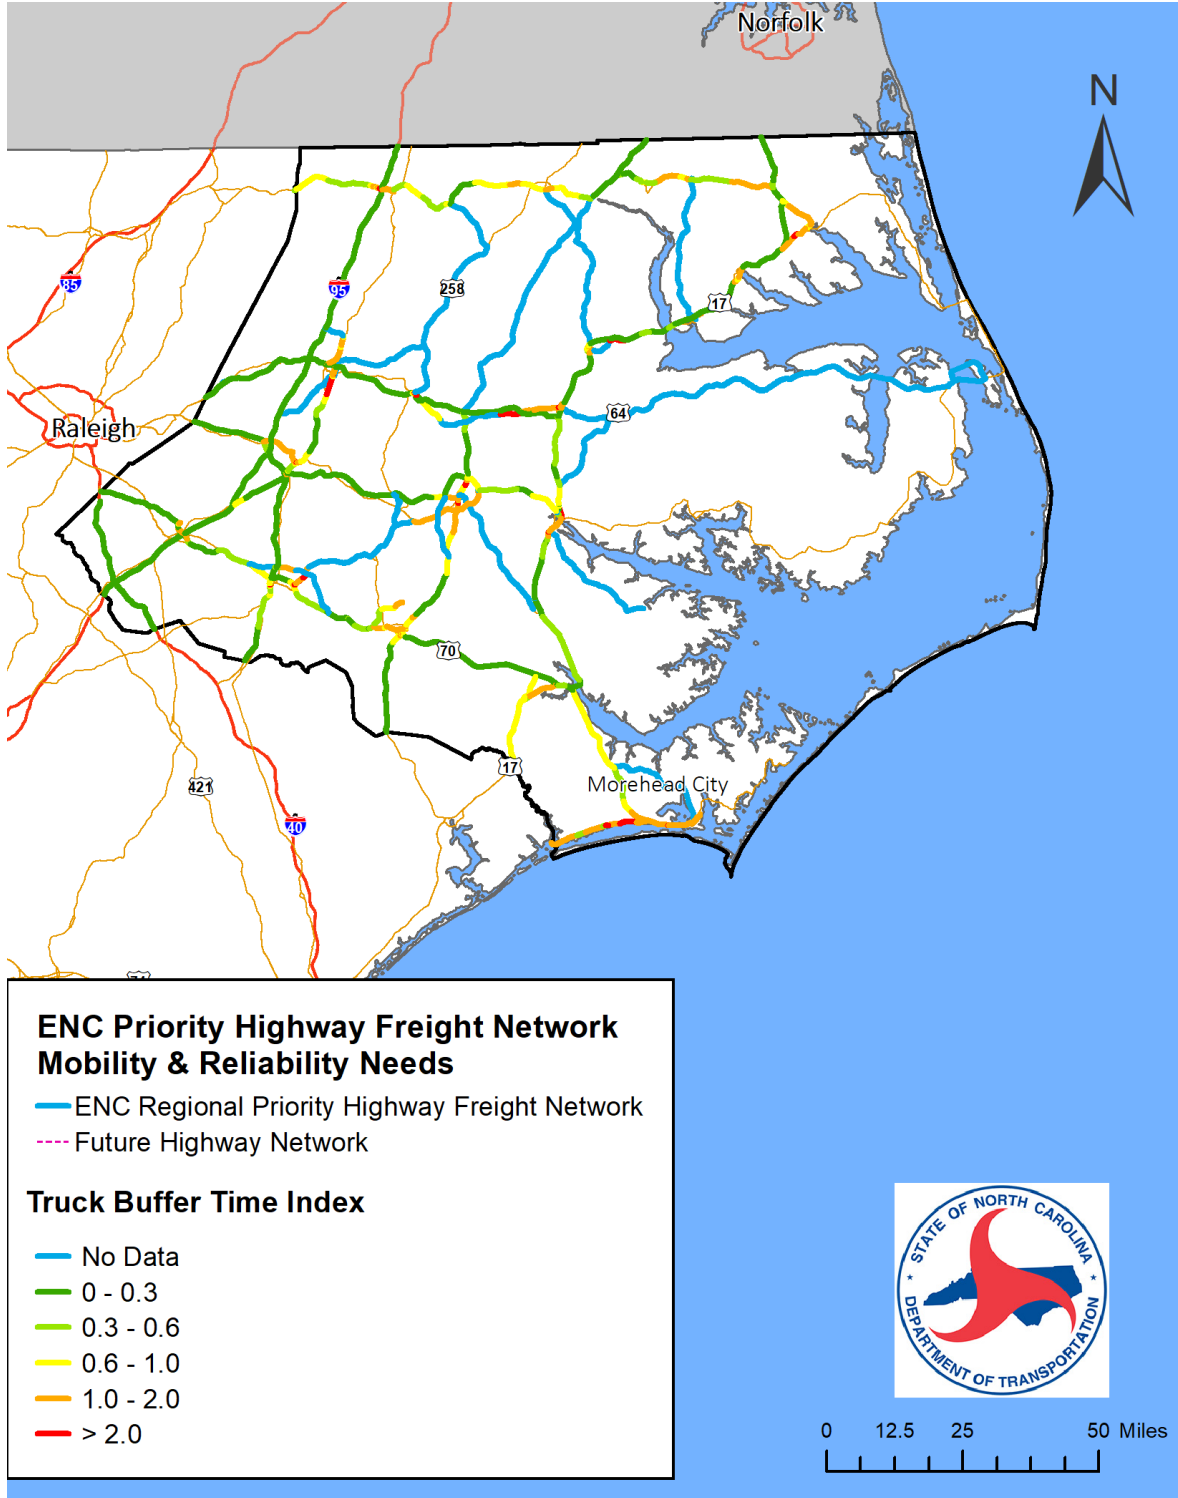 Norfolk
N
85
95
258
17
Raleigh
64
70
17
Morehead City
421
40
ENC Priority Highway Freight Network
Mobility & Reliability Needs
ENC Regional Priority Highway Freight Network
Future Highway Network
Truck Buffer Time Index
No Data
0 - 0.3
0.3 - 0.6
0.6 - 1.0
1.0 - 2.0
> 2.0
STATE OF NORTH CAROLINA
DEPARTMENT OF TRANSPORTATION
0 12.5 25 50 Miles